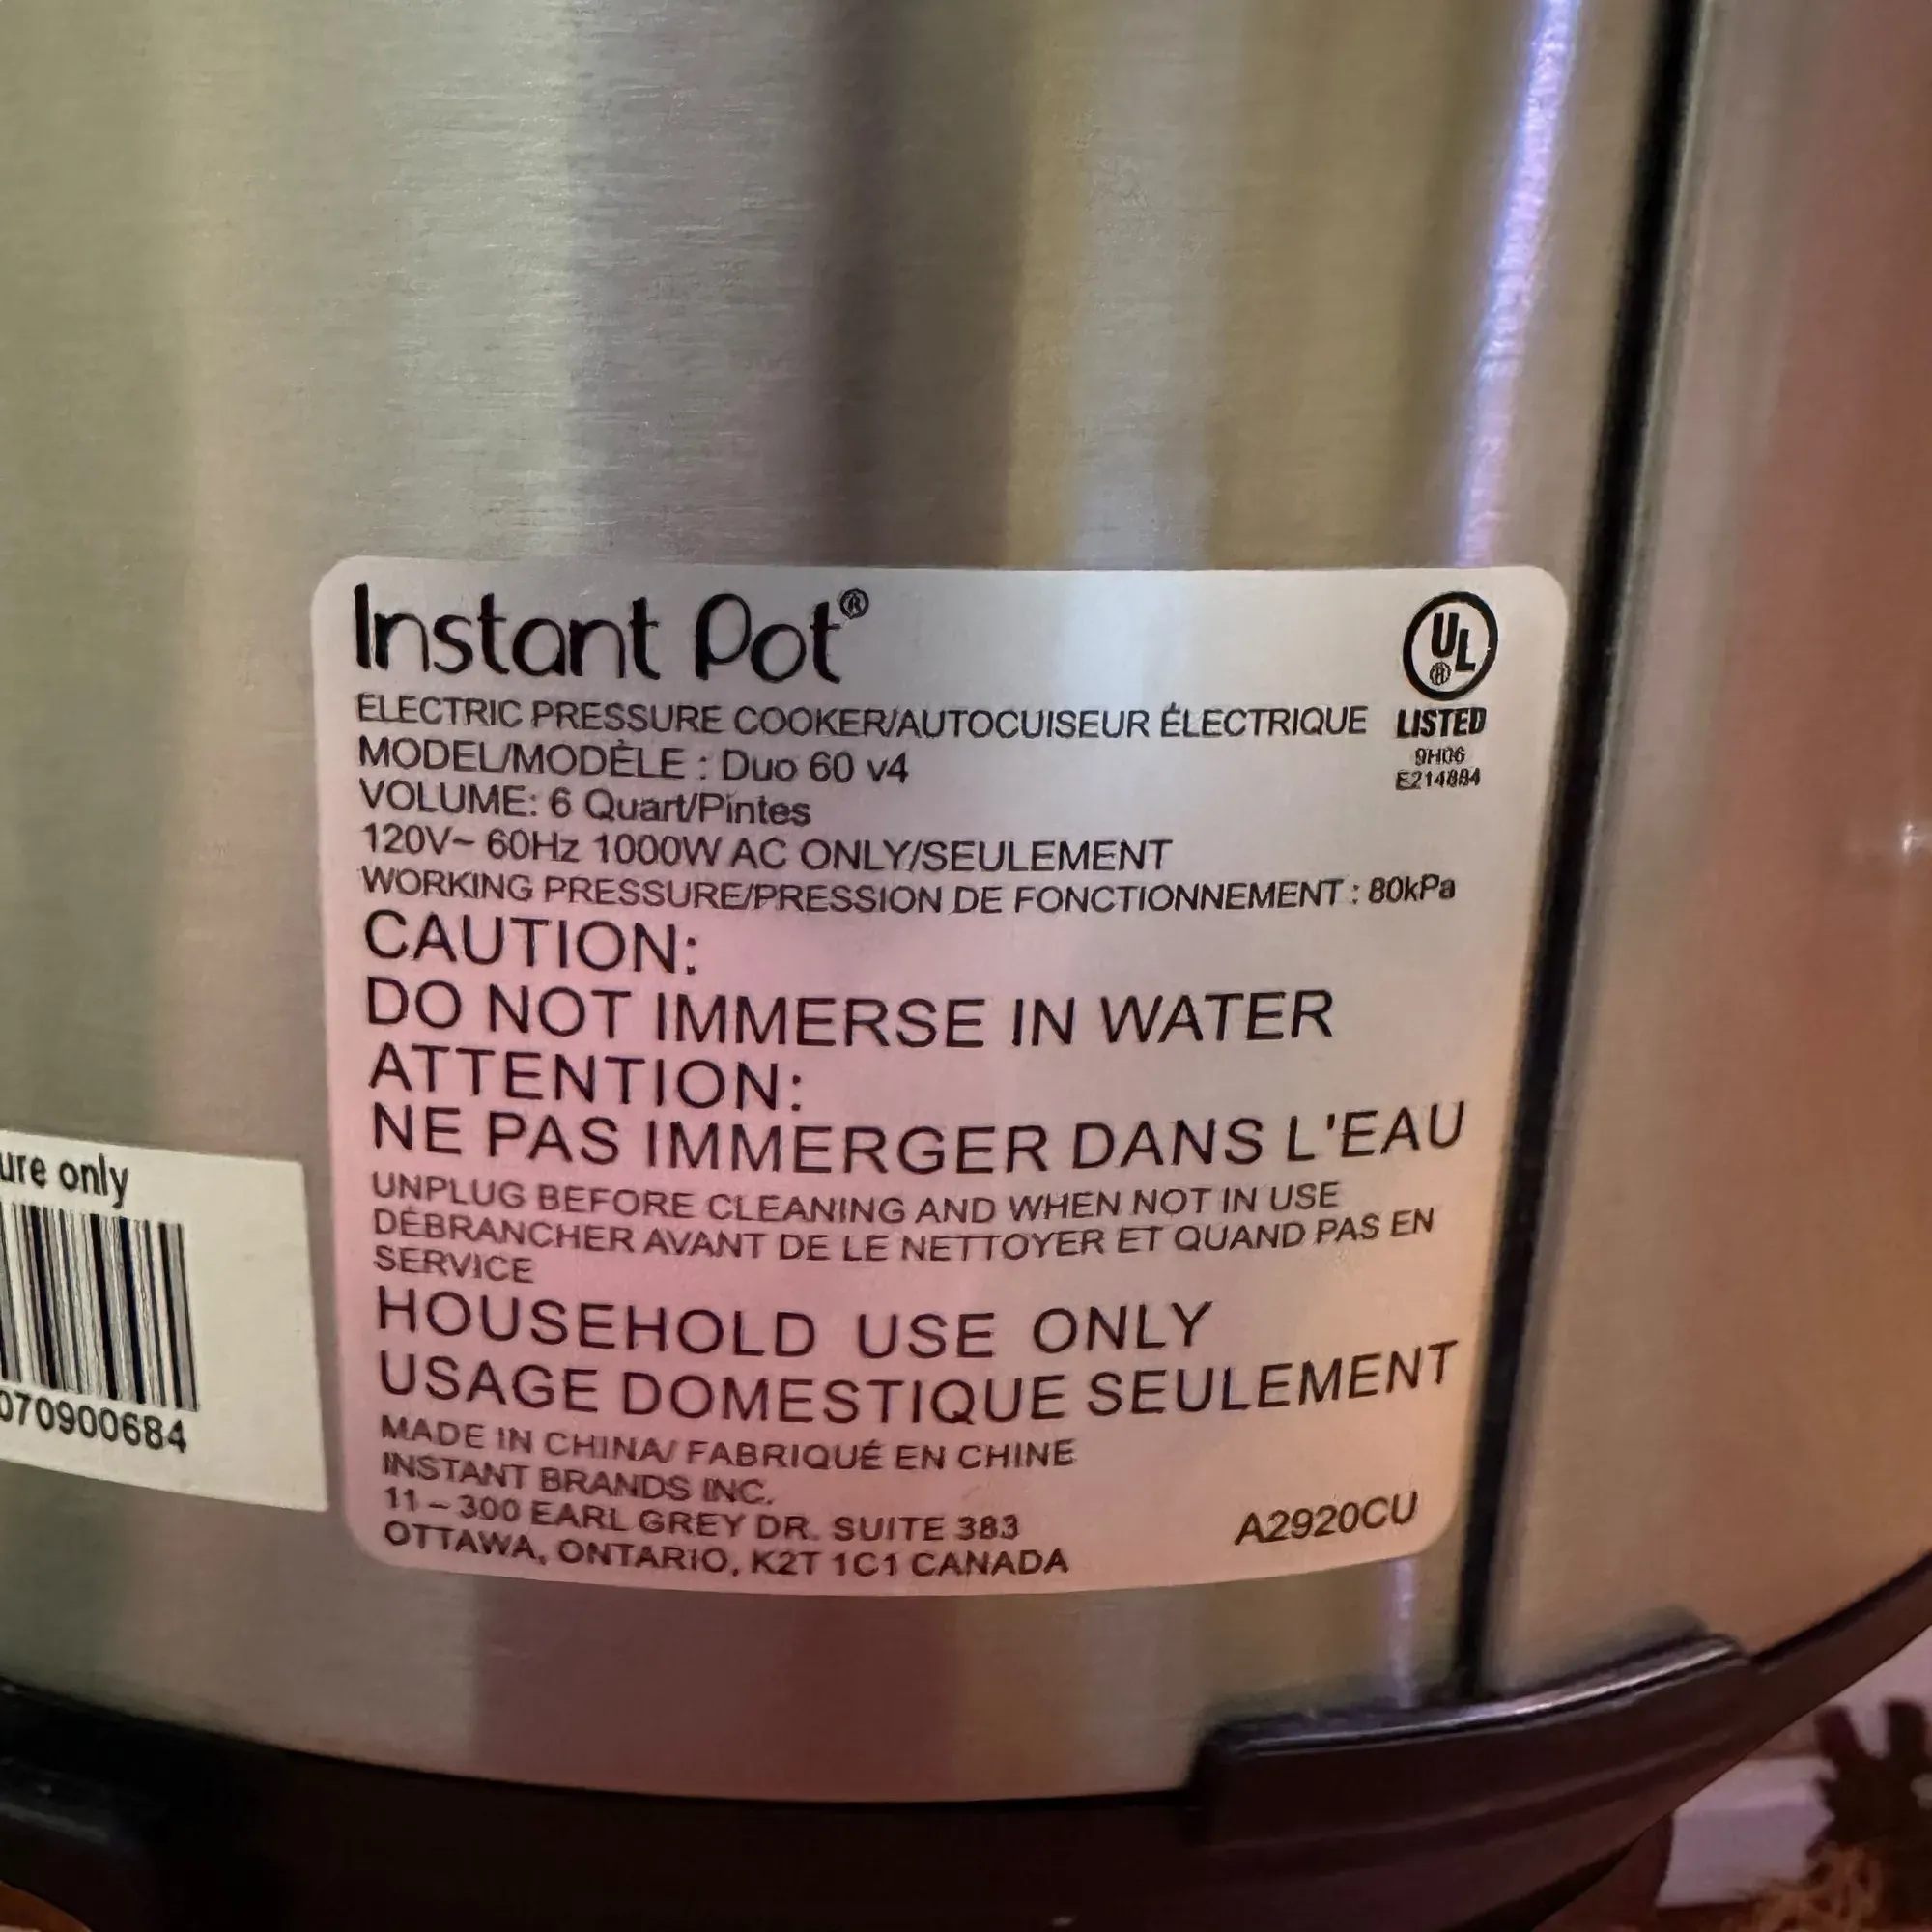 Instant Pot®
UL
®
LISTED
9H06
E214884
ELECTRIC PRESSURE COOKER/AUTOCUISEUR ÉLECTRIQUE
MODEL/MODÈLE : Duo 60 v4
VOLUME: 6 Quart/Pintes
120V~ 60Hz 1000W AC ONLY/SEULEMENT
WORKING PRESSURE/PRESSION DE FONCTIONNEMENT : 80kPa
CAUTION:
DO NOT IMMERSE IN WATER
ATTENTION:
NE PAS IMMERGER DANS L'EAU
UNPLUG BEFORE CLEANING AND WHEN NOT IN USE
DÉBRANCHER AVANT DE LE NETTOYER ET QUAND PAS EN
SERVICE
HOUSEHOLD USE ONLY
USAGE DOMESTIQUE SEULEMENT
MADE IN CHINA/ FABRIQUÉ EN CHINE
INSTANT BRANDS INC.
11 – 300 EARL GREY DR. SUITE 383
OTTAWA, ONTARIO, K2T 1C1 CANADA
A2920CU
ure only
070900684